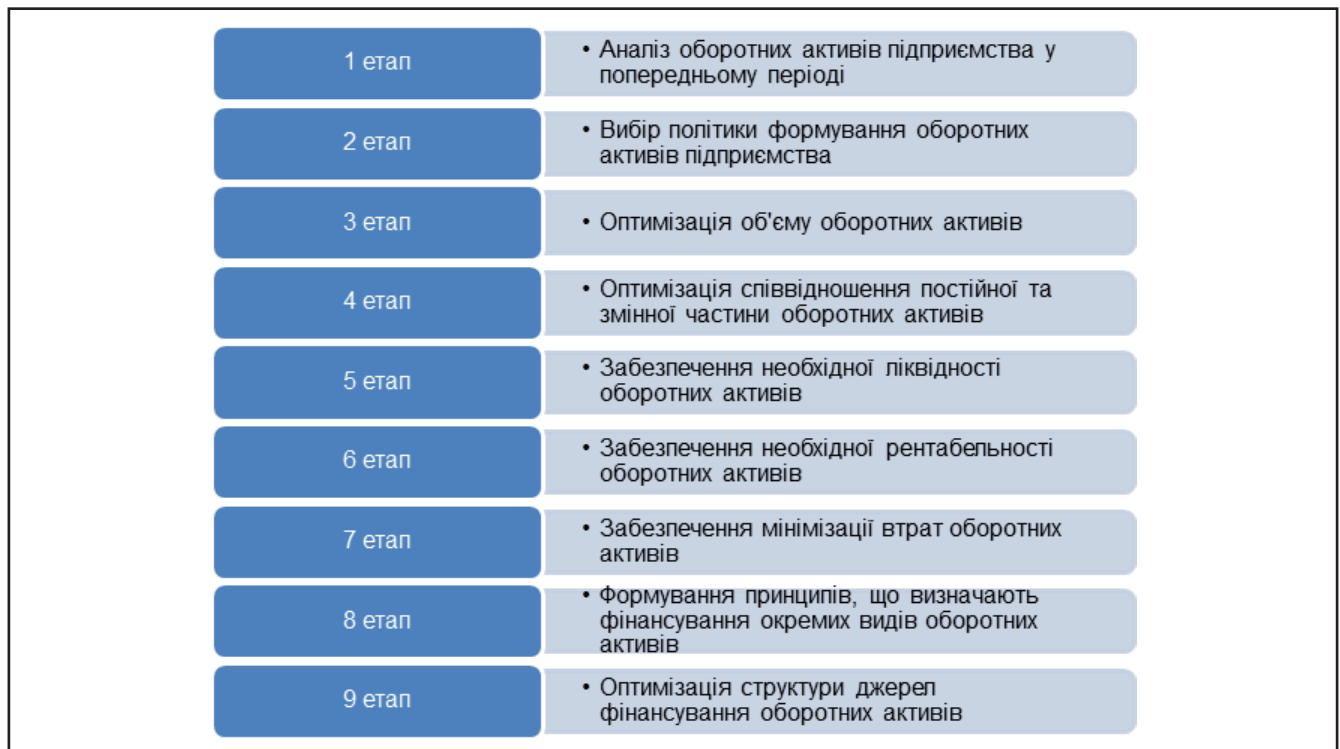 1 етап
• Аналіз оборотних активів підприємства у
попередньому періоді
2 етап
• Вибір політики формування оборотних
активів підприємства
3 етап
• Оптимізація об'єму оборотних активів
4 етап
• Оптимізація співвідношення постійної та
змінної частини оборотних активів
5 етап
• Забезпечення необхідної ліквідності
оборотних активів
6 етап
• Забезпечення необхідної рентабельності
оборотних активів
7 етап
• Забезпечення мінімізації втрат оборотних
активів
8 етап
• Формування принципів, що визначають
фінансування окремих видів оборотних
активів
9 етап
• Оптимізація структури джерел
фінансування оборотних активів